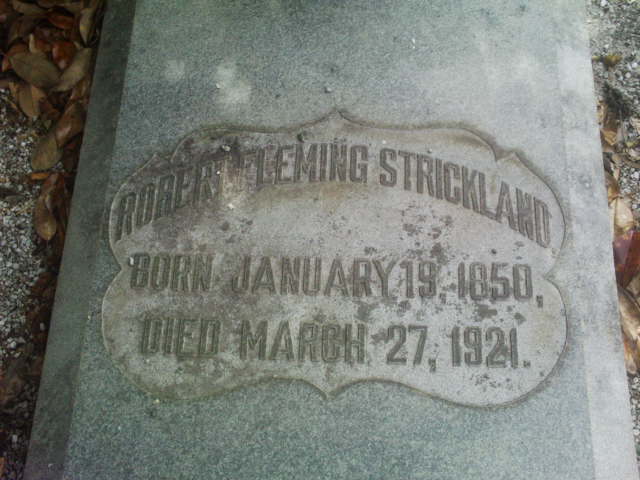 ROBERT FLEMING STRICKLAND
BORN JANUARY 19, 1850,
DIED MARCH 27, 1921.